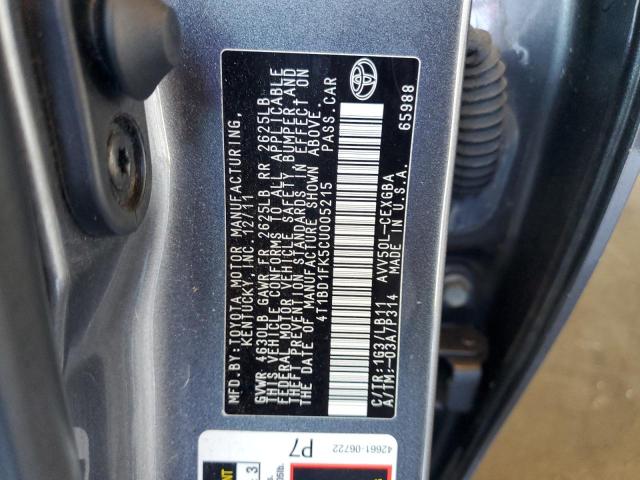 MFD.BY: TOYOTA MOTOR MANUFACTURING,
KENTUCKY, INC. 12/11
GVWR 4630LB GAWR FR 2625LB RR 2625LB
THIS VEHICLE CONFORMS TO ALL APPLICABLE
FEDERAL MOTOR VEHICLE SAFETY, BUMPER AND
THEFT PREVENTION STANDARDS IN EFFECT ON
THE DATE OF MANUFACTURE SHOWN ABOVE.
4T1BD1FK5CU005215 PASS.CAR
C/TR: 1G3/LB11 AVV50L-CEXGBA
A/TM: -03A/P314 MADE IN U.S.A. 65988
42661-06722
P7
3